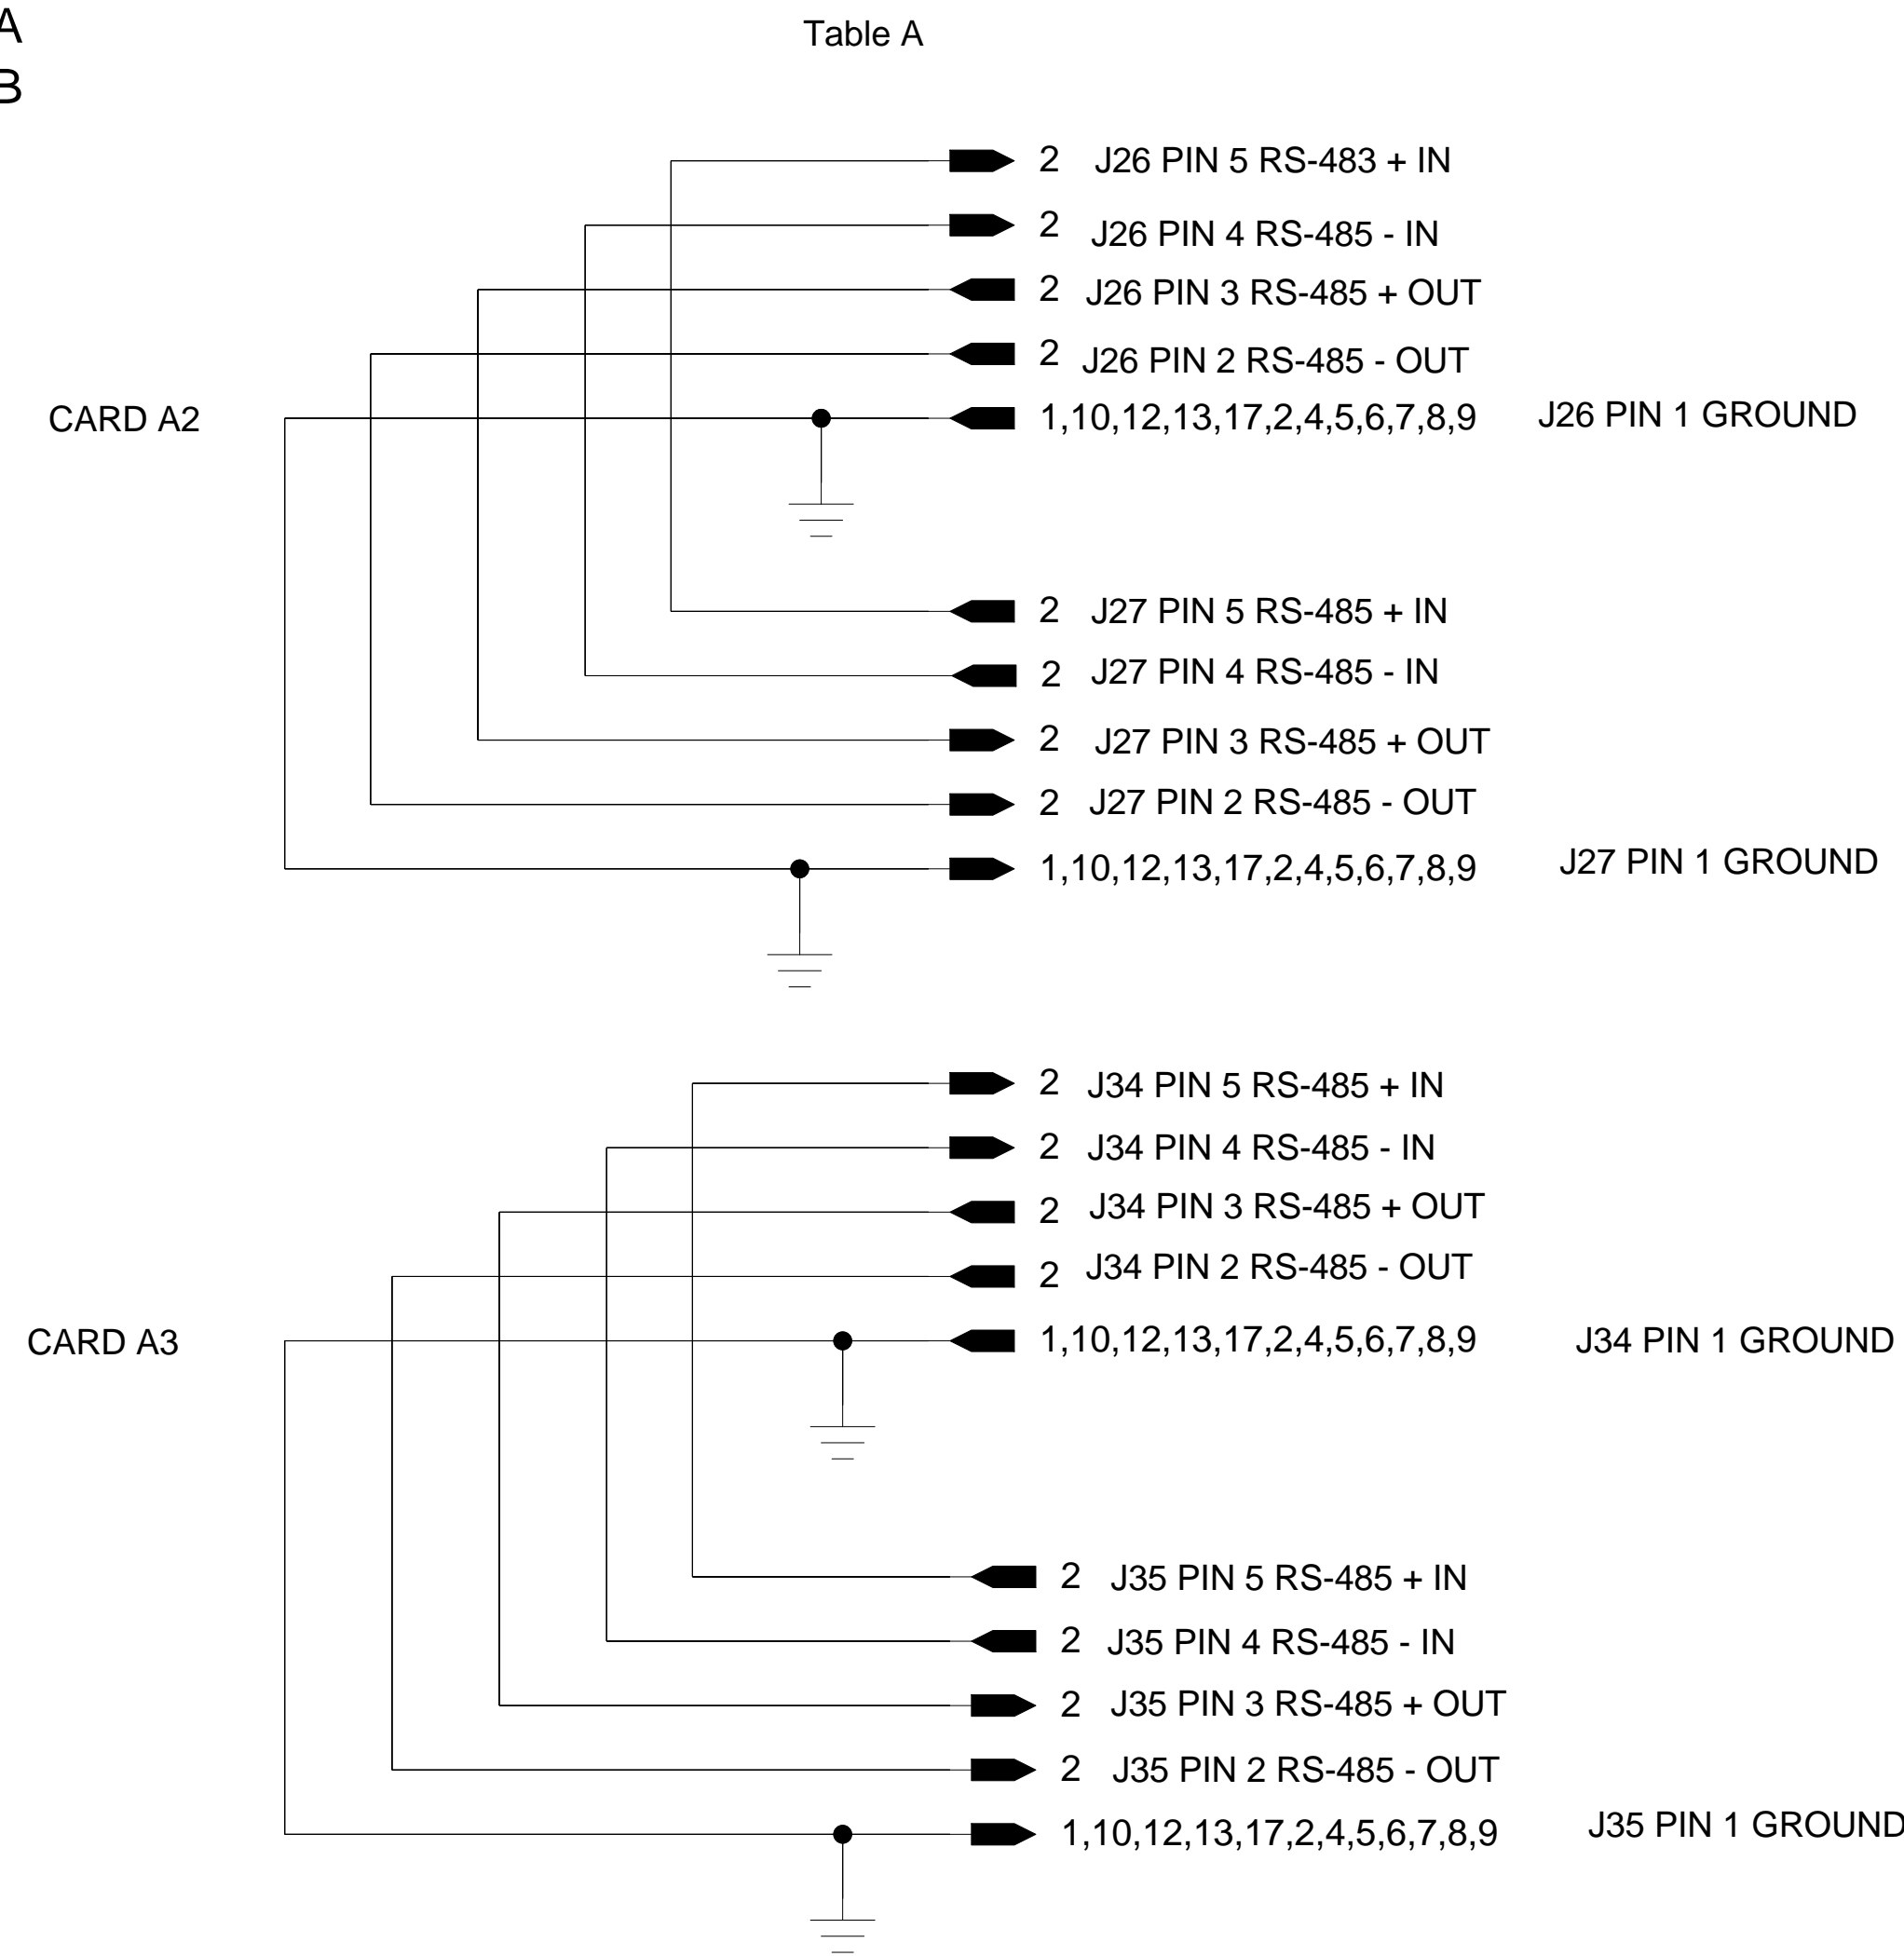 A
Table A
B
2 J26 PIN 5 RS-483 + IN
2 J26 PIN 4 RS-485 - IN
2 J26 PIN 3 RS-485 + OUT
2 J26 PIN 2 RS-485 - OUT
CARD A2 1,10,12,13,17,2,4,5,6,7,8,9 J26 PIN 1 GROUND
2 J27 PIN 5 RS-485 + IN
2 J27 PIN 4 RS-485 - IN
2 J27 PIN 3 RS-485 + OUT
2 J27 PIN 2 RS-485 - OUT
1,10,12,13,17,2,4,5,6,7,8,9 J27 PIN 1 GROUND
2 J34 PIN 5 RS-485 + IN
2 J34 PIN 4 RS-485 - IN
2 J34 PIN 3 RS-485 + OUT
2 J34 PIN 2 RS-485 - OUT
CARD A3 1,10,12,13,17,2,4,5,6,7,8,9 J34 PIN 1 GROUND
2 J35 PIN 5 RS-485 + IN
2 J35 PIN 4 RS-485 - IN
2 J35 PIN 3 RS-485 + OUT
2 J35 PIN 2 RS-485 - OUT
1,10,12,13,17,2,4,5,6,7,8,9 J35 PIN 1 GROUND